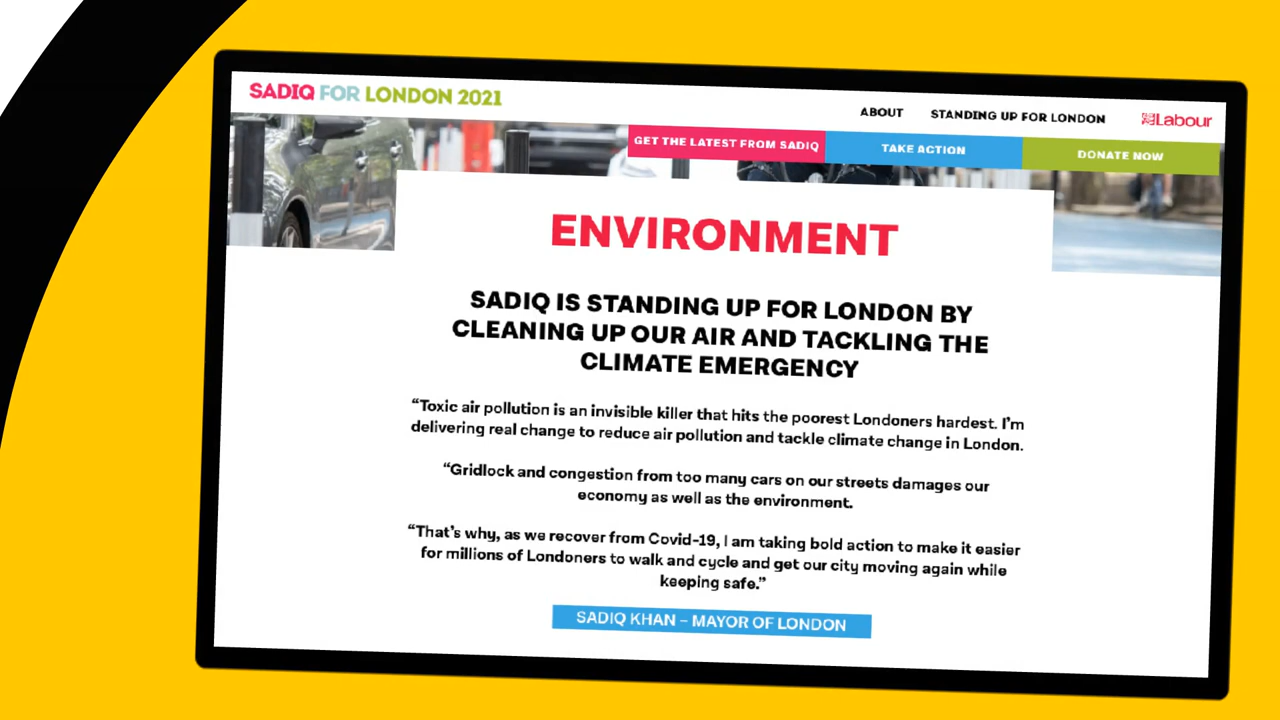 SADIQ FOR LONDON 2021
ABOUT
STANDING UP FOR LONDON
Labour
GET THE LATEST FROM SADIQ
TAKE ACTION
DONATE NOW
ENVIRONMENT
SADIQ IS STANDING UP FOR LONDON BY
CLEANING UP OUR AIR AND TACKLING THE
CLIMATE EMERGENCY
“Toxic air pollution is an invisible killer that hits the poorest Londoners hardest. I’m
delivering real change to reduce air pollution and tackle climate change in London.
“Gridlock and congestion from too many cars on our streets damages our
economy as well as the environment.
“That’s why, as we recover from Covid-19, I am taking bold action to make it easier
for millions of Londoners to walk and cycle and get our city moving again while
keeping safe.”
SADIQ KHAN – MAYOR OF LONDON